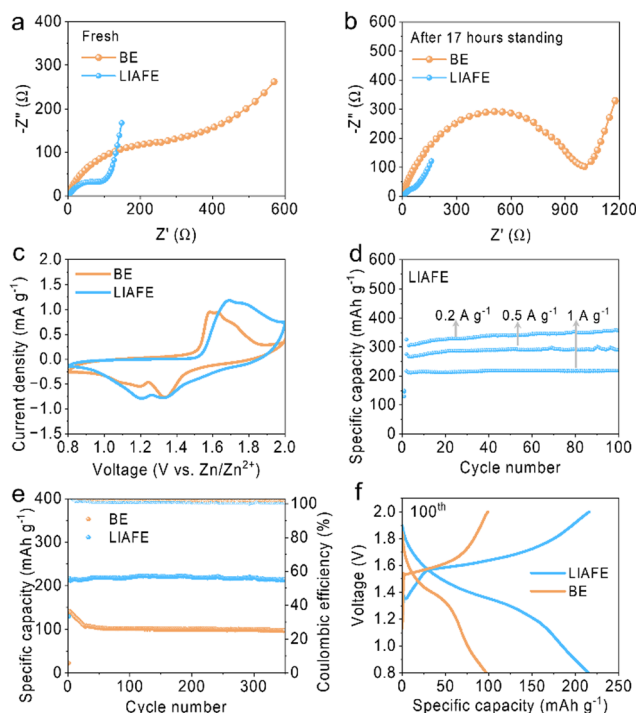 a
Fresh
BE
LIAFE
-Z" (Ω)
400
300
200
100
0
0 200 400 600
Z' (Ω)
b
After 17 hours standing
BE
LIAFE
-Z" (Ω)
600
500
400
300
200
100
0
0 300 600 900 1200
Z' (Ω)
c
BE
LIAFE
Current density (mA g⁻¹)
2.0
1.5
1.0
0.5
0.0
−0.5
−1.0
−1.5
0.8 1.2 1.6 2.0
Voltage (V vs. Zn/Zn²⁺)
d
LIAFE
0.2 A g⁻¹ 0.5 A g⁻¹ 1 A g⁻¹
Specific capacity (mAh g⁻¹)
600
500
400
300
200
100
0
0 20 40 60 80 100
Cycle number
e
BE
LIAFE
Specific capacity (mAh g⁻¹)
400
300
200
100
0
100
80
60
40
20
0
Coulombic efficiency (%)
0 100 200 300
Cycle number
f
100th
LIAFE
BE
Voltage (V)
2.0
1.8
1.6
1.4
1.2
1.0
0.8
0 50 100 150 200 250
Specific capacity (mAh g⁻¹)